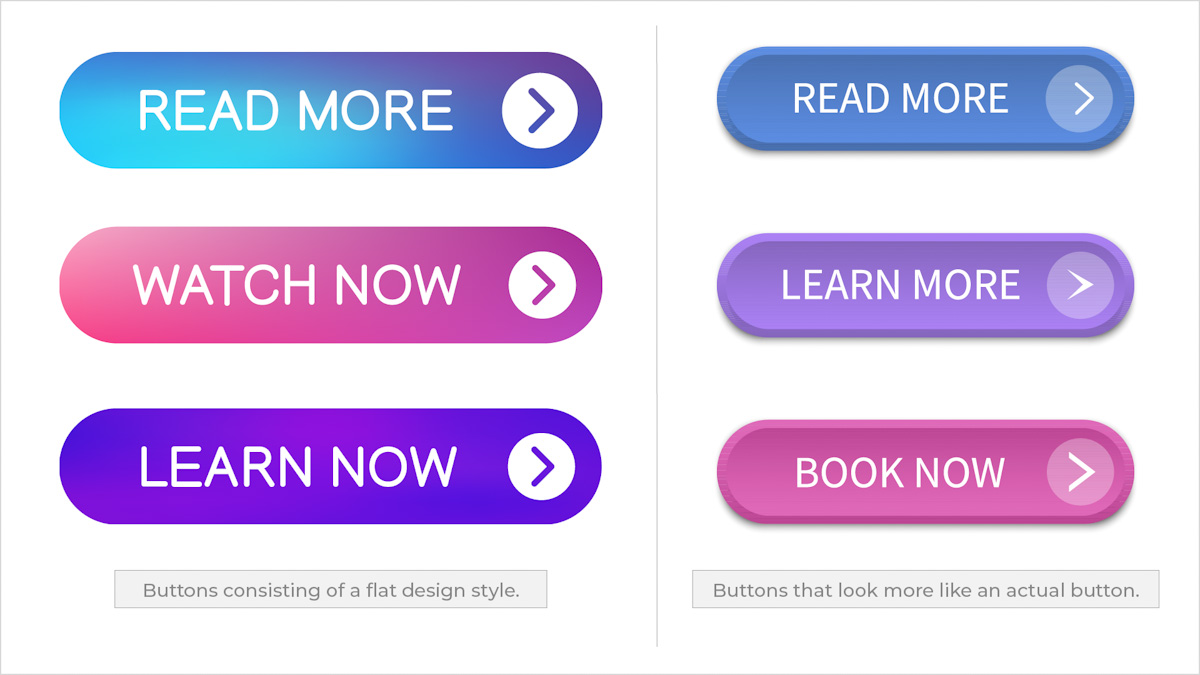 READ MORE
WATCH NOW
LEARN NOW
Buttons consisting of a flat design style.
READ MORE
LEARN MORE
BOOK NOW
Buttons that look more like an actual button.